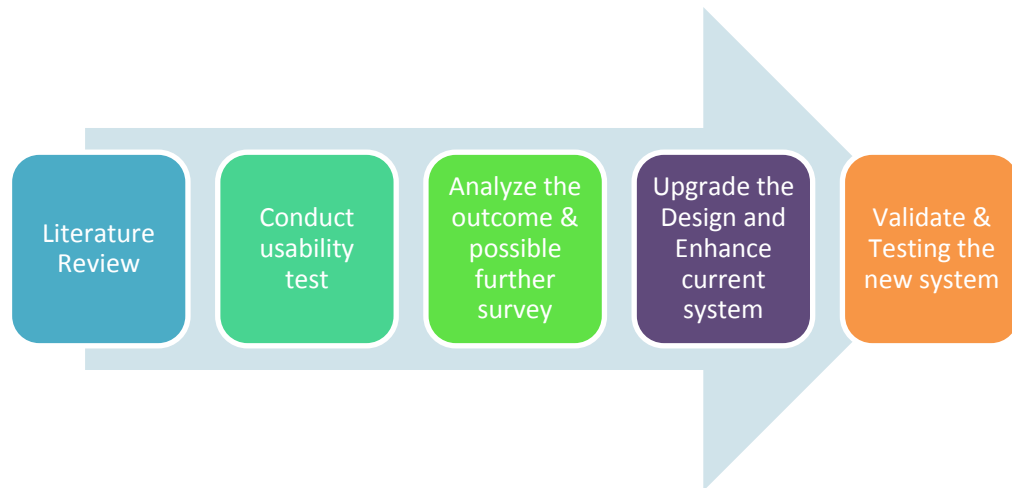 Literature
Review
Conduct
usability
test
Analyze the
outcome &
possible
further
survey
Upgrade the
Design and
Enhance
current
system
Validate &
Testing the
new system